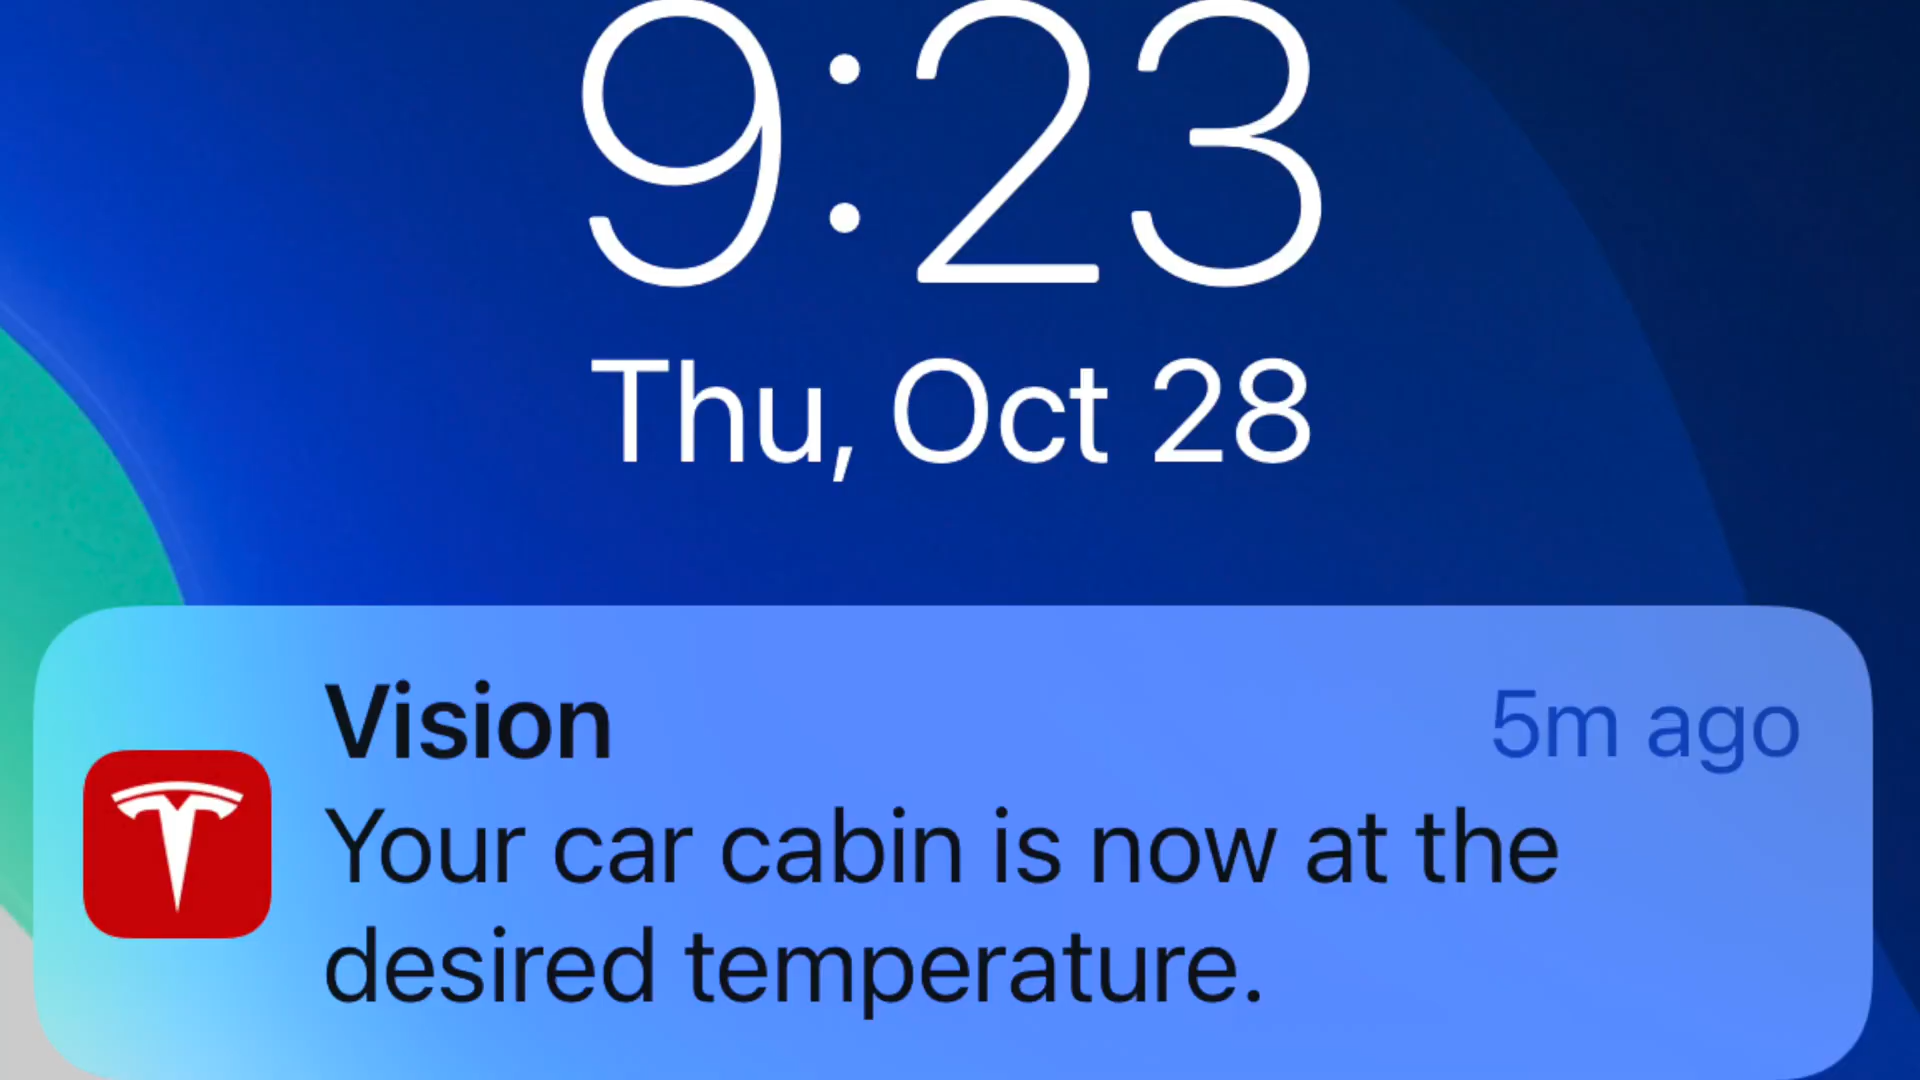 9:23
Thu, Oct 28
Vision
5m ago
Your car cabin is now at the
desired temperature.